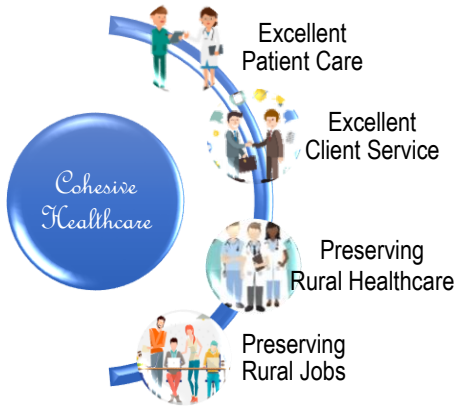 Excellent
Patient Care
Excellent
Client Service
Cohesive
Healthcare
Preserving
Rural Healthcare
Preserving
Rural Jobs